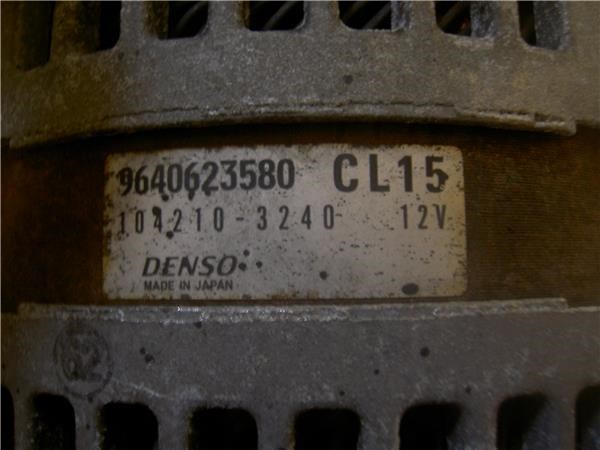 9640623580 CL15
104210-3240 12V
DENSO
MADE IN JAPAN